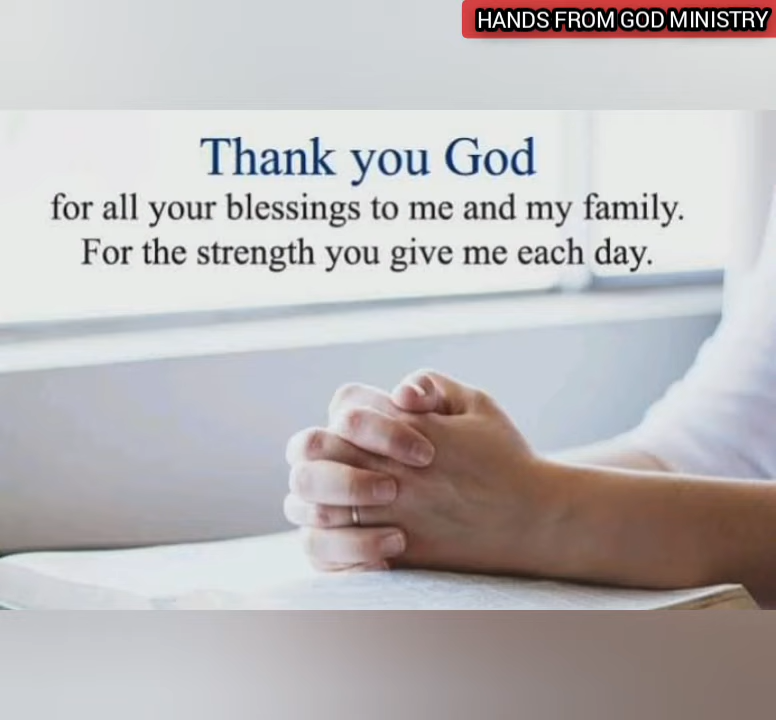 HANDS FROM GOD MINISTRY
Thank you God
for all your blessings to me and my family.
For the strength you give me each day.